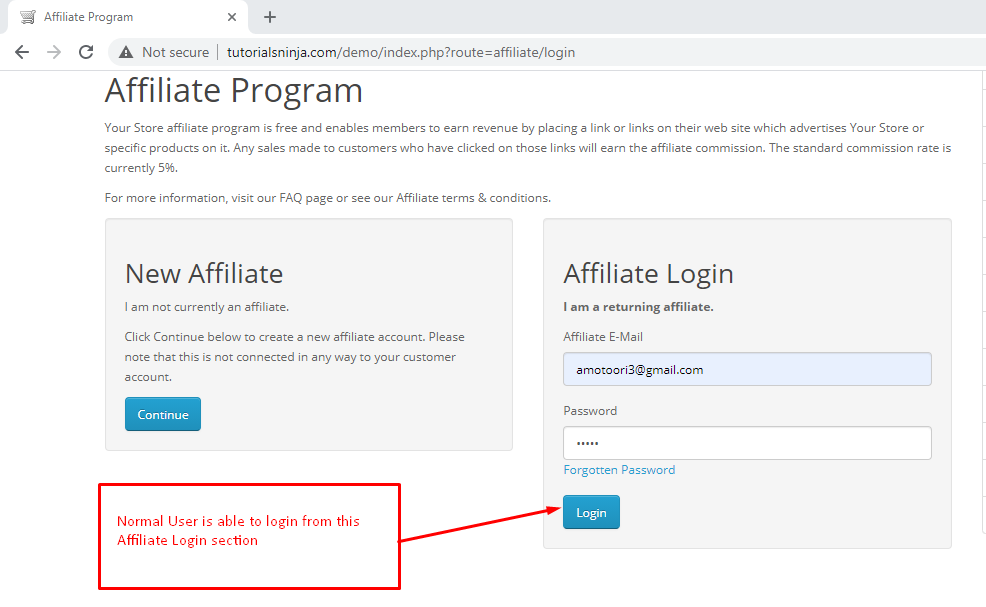 Affiliate Program
Not secure
tutorialsninja.com/demo/index.php?route=affiliate/login
Affiliate Program
Your Store affiliate program is free and enables members to earn revenue by placing a link or links on their web site which advertises Your Store or
specific products on it. Any sales made to customers who have clicked on those links will earn the affiliate commission. The standard commission rate is
currently 5%.
For more information, visit our FAQ page or see our Affiliate terms & conditions.
New Affiliate
I am not currently an affiliate.
Click Continue below to create a new affiliate account. Please
note that this is not connected in any way to your customer
account.
Continue
Affiliate Login
I am a returning affiliate.
Affiliate E-Mail
amotoori3@gmail.com
Password
•••••
Forgotten Password
Login
Normal User is able to login from this
Affiliate Login section